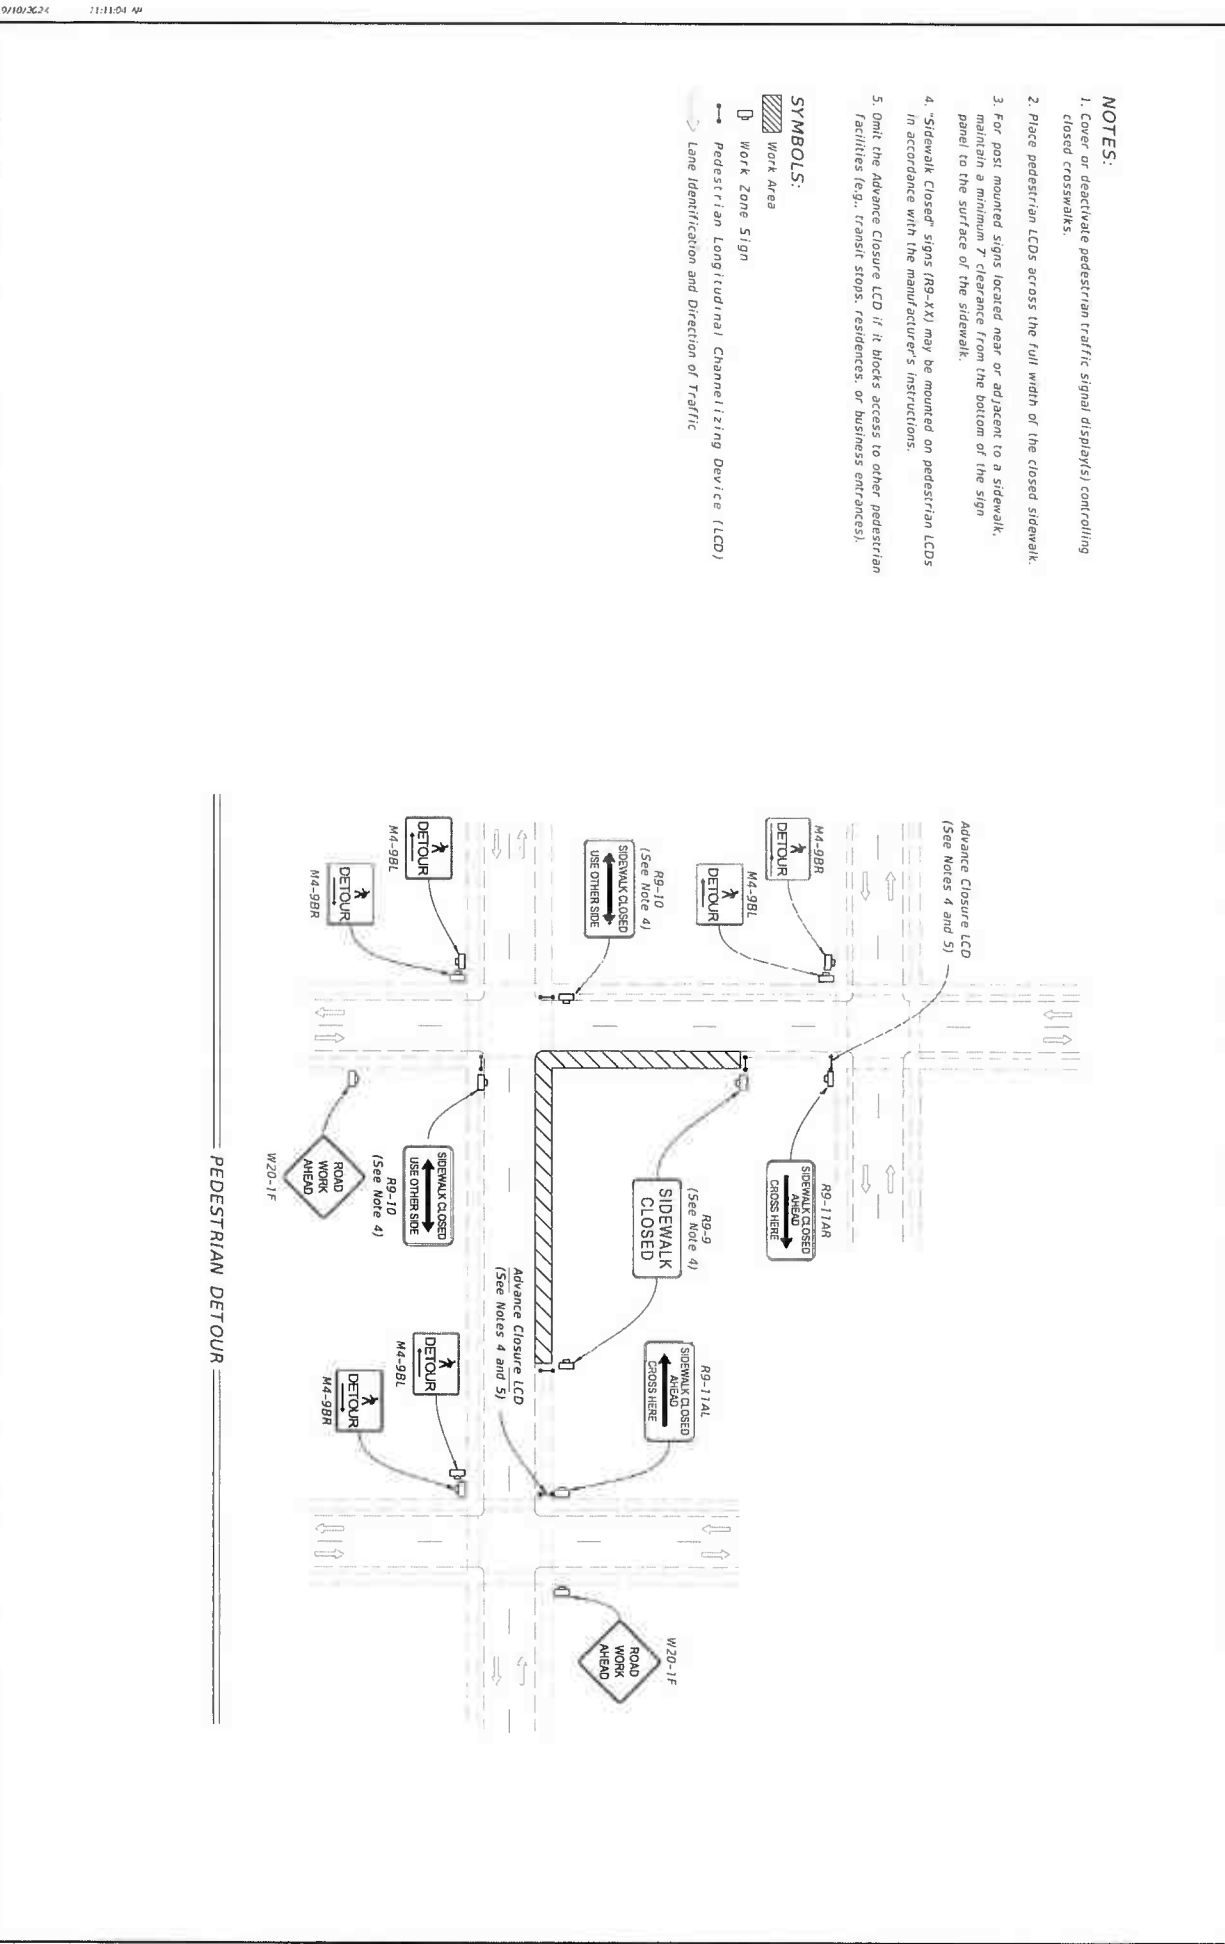 9/10/2024 11:11:04 AM
NOTES:
1. Cover or deactivate pedestrian traffic signal display(s) controlling
closed crosswalks.
2. Place pedestrian LCDs across the full width of the closed sidewalk.
3. For post mounted signs located near or adjacent to a sidewalk,
maintain a minimum 7' clearance from the bottom of the sign
panel to the surface of the sidewalk.
4. "Sidewalk Closed" signs (R9-XX) may be mounted on pedestrian LCDs
in accordance with the manufacturer's instructions.
5. Omit the Advance Closure LCD if it blocks access to other pedestrian
facilities (e.g., transit stops, residences, or business entrances).
SYMBOLS:
Work Area
Work Zone Sign
Pedestrian Longitudinal Channelizing Device (LCD)
Lane Identification and Direction of Traffic
Advance Closure LCD
(See Notes 4 and 5)
M4-9BR
DETOUR
M4-9BL
DETOUR
R9-10
(See Note 4)
SIDEWALK CLOSED
USE OTHER SIDE
DETOUR
M4-9BL
DETOUR
M4-9BR
R9-11AR
SIDEWALK CLOSED
AHEAD
CROSS HERE
R9-9
(See Note 4)
SIDEWALK
CLOSED
SIDEWALK CLOSED
USE OTHER SIDE
R9-10
(See Note 4)
ROAD
WORK
AHEAD
W20-1F
R9-11AL
SIDEWALK CLOSED
AHEAD
CROSS HERE
Advance Closure LCD
(See Notes 4 and 5)
DETOUR
M4-9BL
DETOUR
M4-9BR
W20-1F
ROAD
WORK
AHEAD
PEDESTRIAN DETOUR